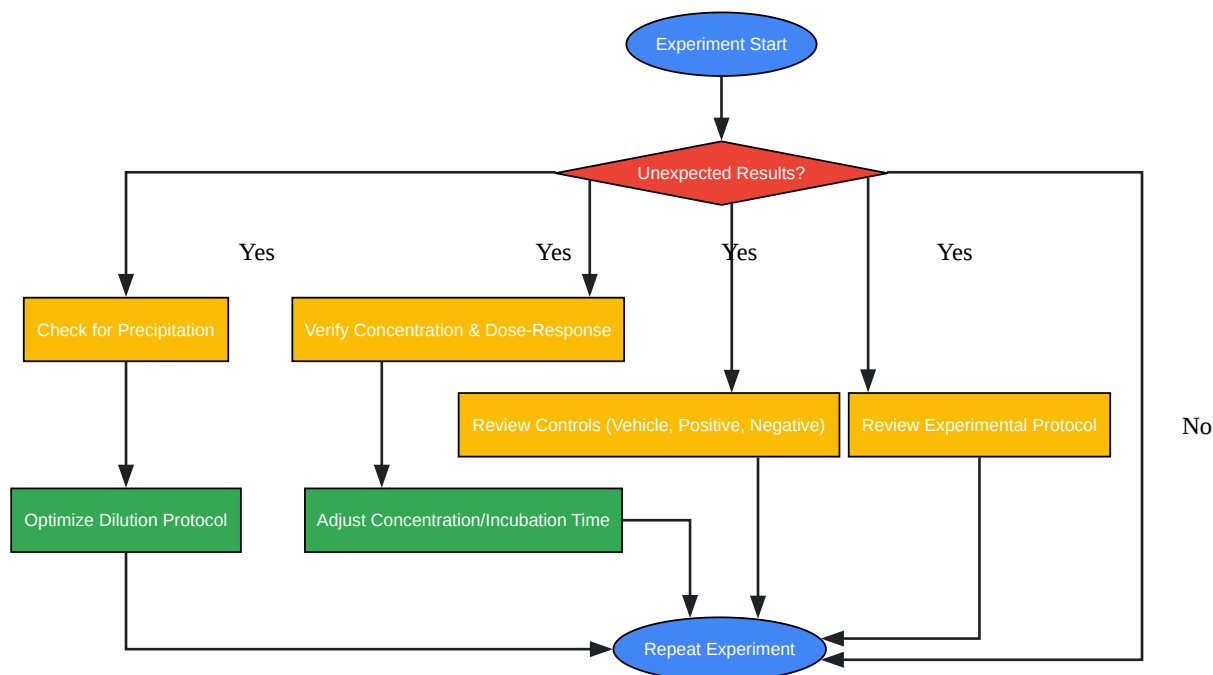 Experiment Start
Unexpected Results?
Yes
Yes
Yes
Yes
Check for Precipitation
Verify Concentration & Dose-Response
Review Controls (Vehicle, Positive, Negative)
Review Experimental Protocol
No
Optimize Dilution Protocol
Adjust Concentration/Incubation Time
Repeat Experiment